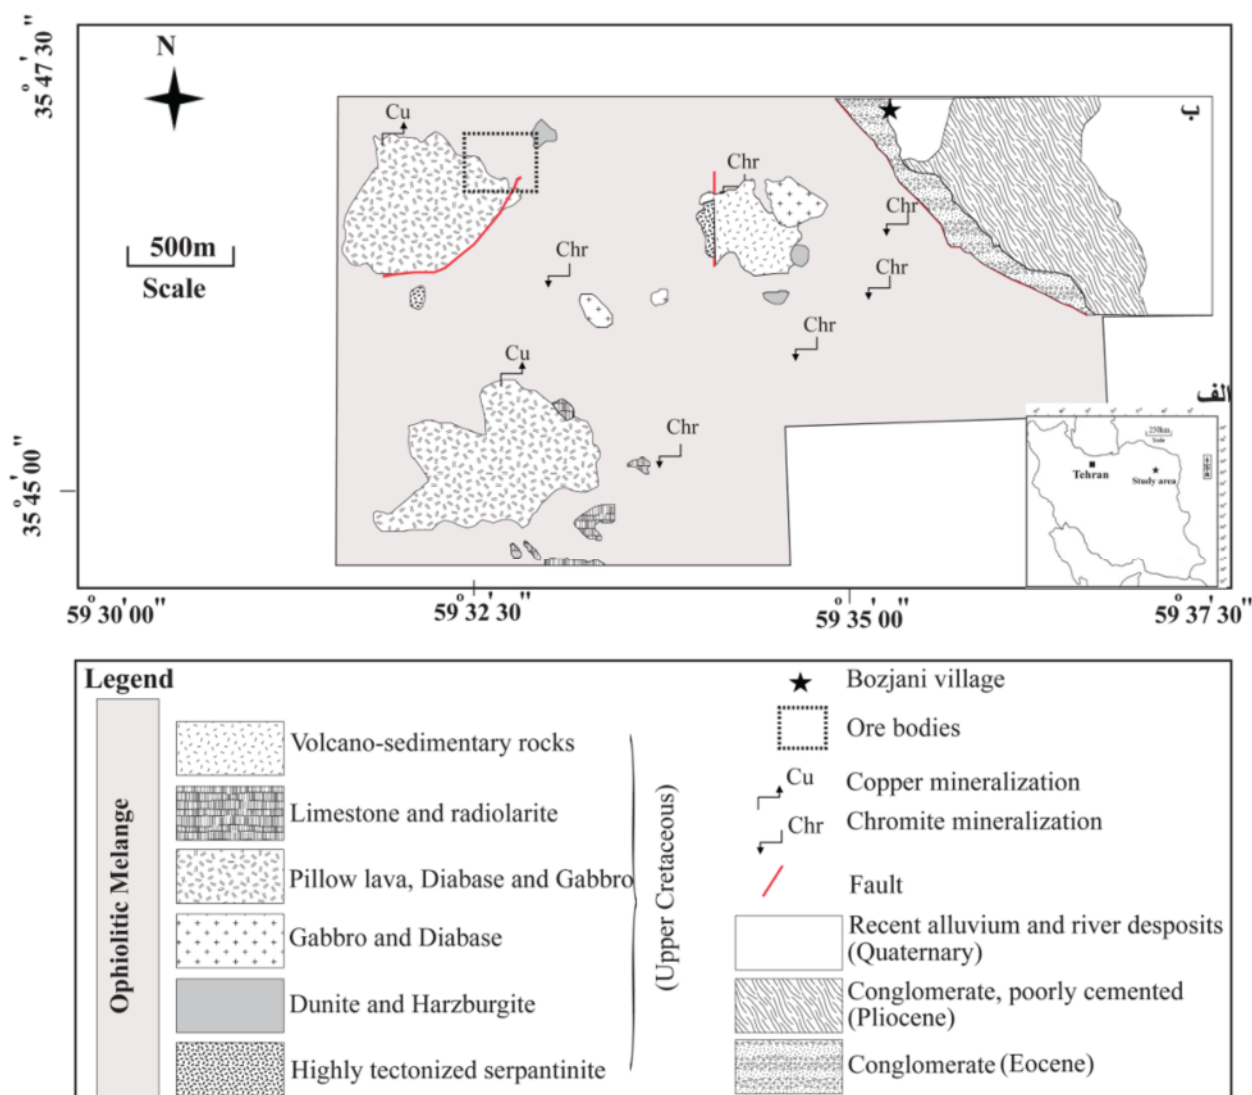 N
35° 47' 30"
Cu
ب
Chr
Chr
500m
Scale
Chr
Chr
Chr
Cu
الف
Chr
250km
Scale
Tehran
Study area
35° 45' 00"
59° 30' 00"
59° 32' 30"
59° 35' 00"
59° 37' 30"
Legend
Ophiolitic Melange
Volcano-sedimentary rocks
Limestone and radiolarite
Pillow lava, Diabase and Gabbro
Gabbro and Diabase
Dunite and Harzburgite
Highly tectonized serpantinite
(Upper Cretaceous)
Bozjani village
Ore bodies
Cu
Copper mineralization
Chr
Chromite mineralization
Fault
Recent alluvium and river desposits
(Quaternary)
Conglomerate, poorly cemented
(Pliocene)
Conglomerate (Eocene)